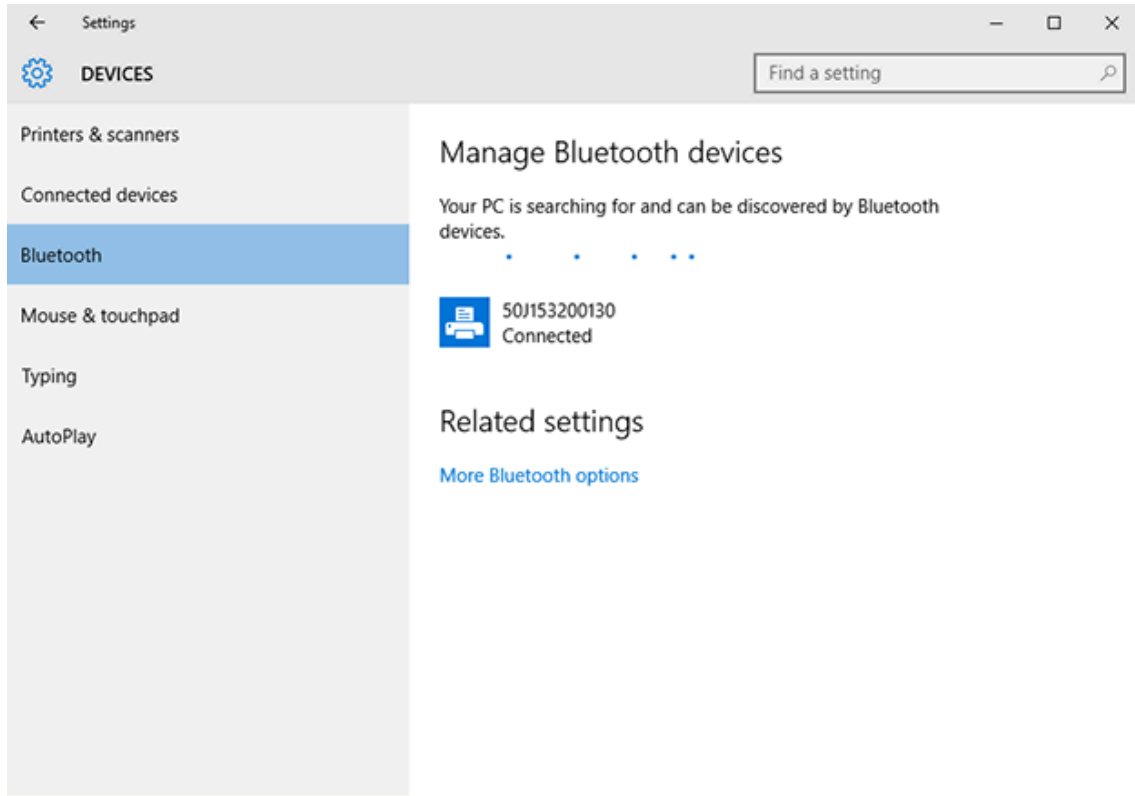 Settings
DEVICES
Find a setting
Printers & scanners
Connected devices
Bluetooth
Mouse & touchpad
Typing
AutoPlay
Manage Bluetooth devices
Your PC is searching for and can be discovered by Bluetooth
devices.
50J153200130
Connected
Related settings
More Bluetooth options